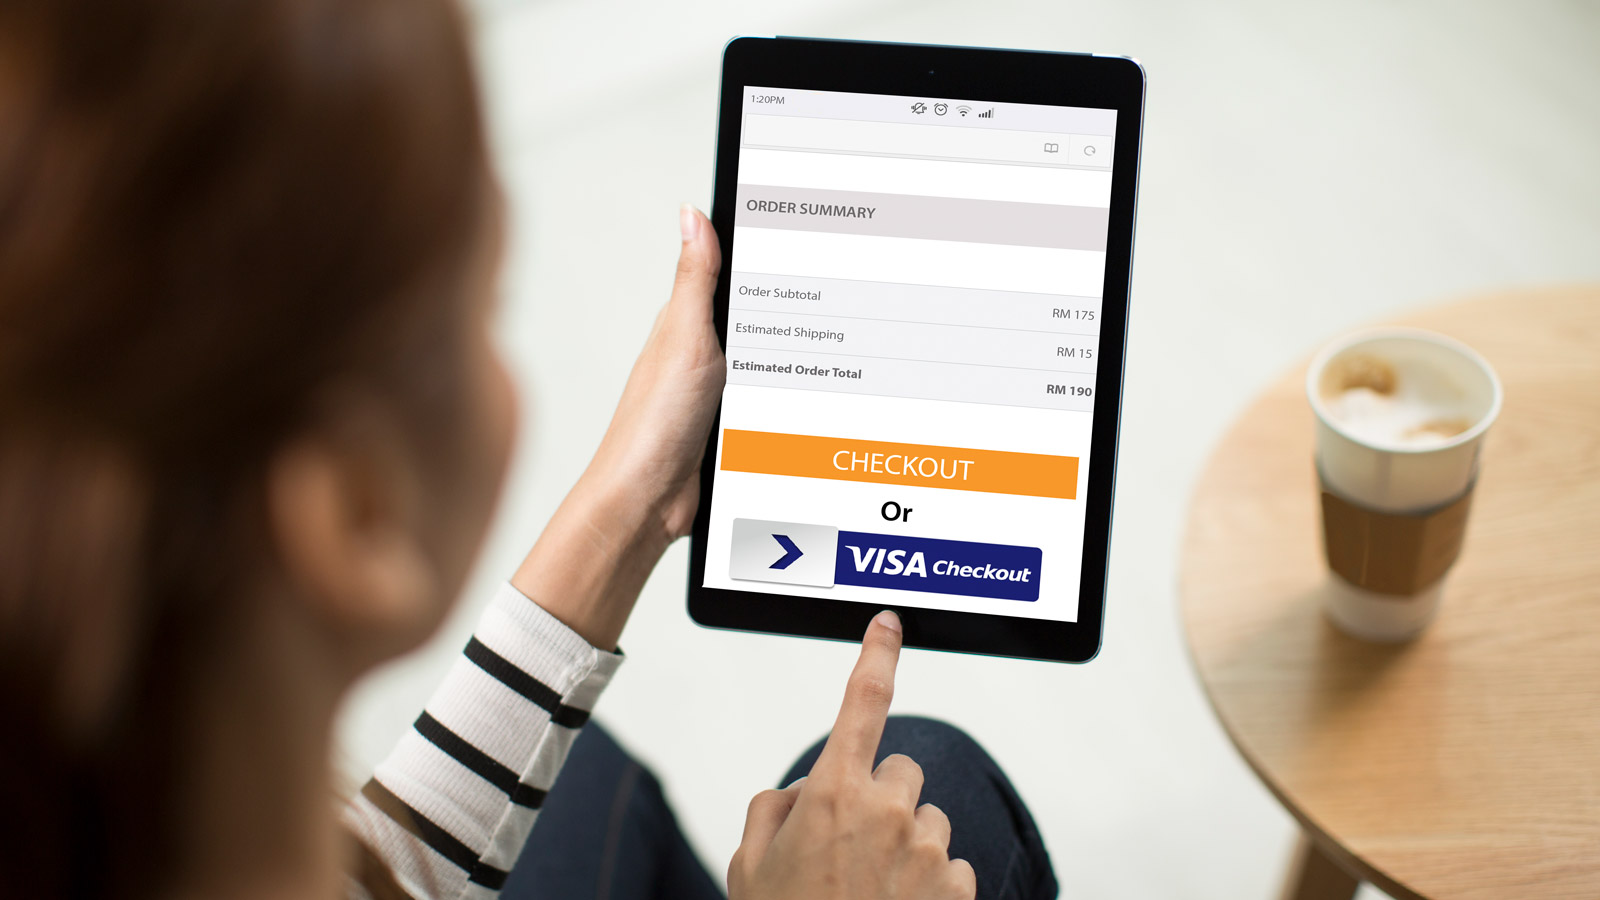 1:20PM
ORDER SUMMARY
Order Subtotal RM 175
Estimated Shipping RM 15
Estimated Order Total RM 190
CHECKOUT
Or
VISA Checkout